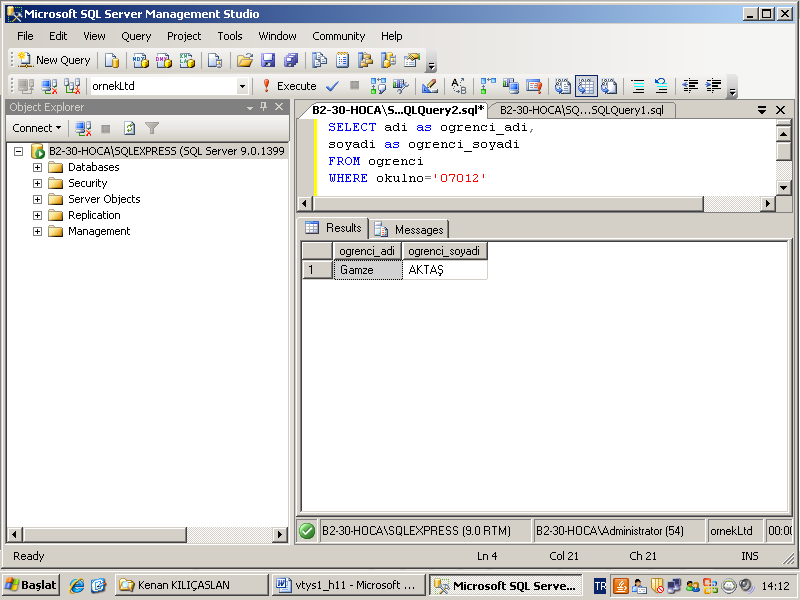 Microsoft SQL Server Management Studio
File Edit View Query Project Tools Window Community Help
New Query
ornekLtd Execute
Object Explorer
Connect
B2-30-HOCA\SQLEXPRESS (SQL Server 9.0.1399
Databases
Security
Server Objects
Replication
Management
B2-30-HOCA\S...QLQuery2.sql* B2-30-HOCA\SQ...SQLQuery1.sql
SELECT adi as ogrenci_adi,
soyadi as ogrenci_soyadi
FROM ogrenci
WHERE okulno='07012'
Results Messages
ogrenci_adi ogrenci_soyadi
1 Gamze AKTAŞ
B2-30-HOCA\SQLEXPRESS (9.0 RTM) B2-30-HOCA\Administrator (54) ornekLtd 00:00
Ready Ln 4 Col 21 Ch 21 INS
Başlat Kenan KILIÇASLAN vtys1_h11 - Microsoft ... Microsoft SQL Serve... TR 14:12